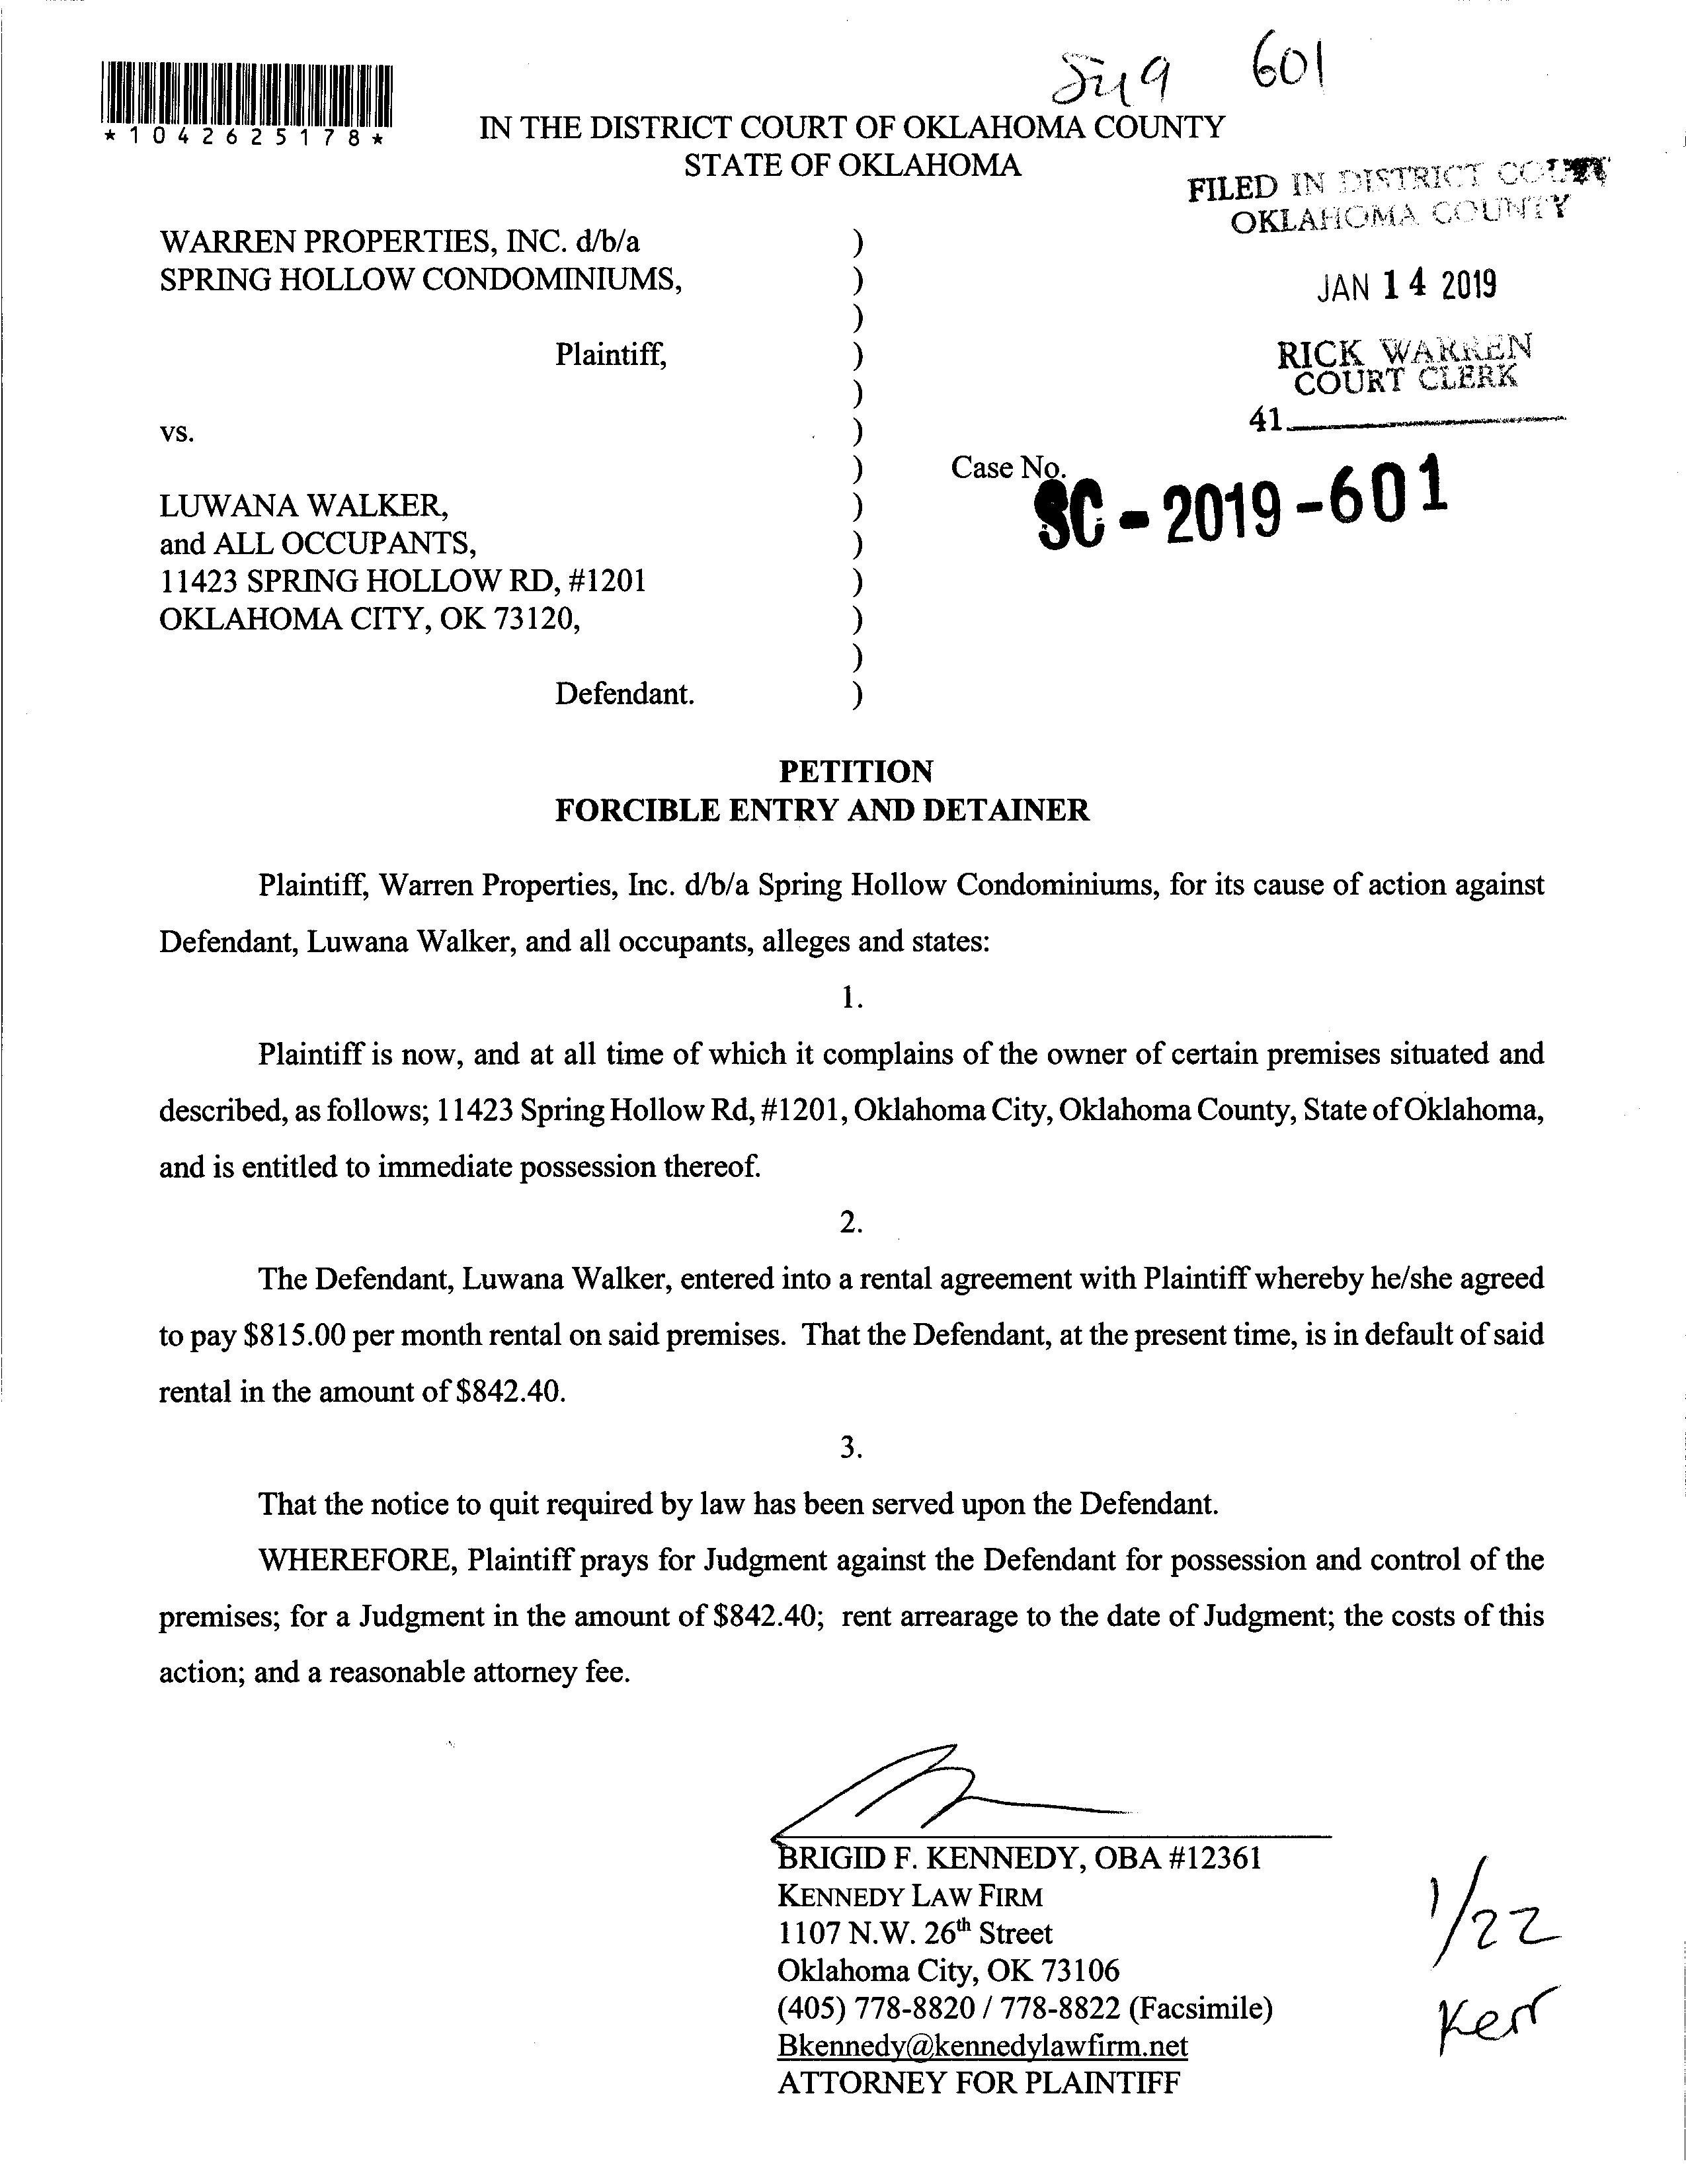 601
*1042625178*
IN THE DISTRICT COURT OF OKLAHOMA COUNTY
STATE OF OKLAHOMA
FILED IN DISTRICT COURT
OKLAHOMA COUNTY
JAN 14 2019
RICK WARREN
COURT CLERK
41
WARREN PROPERTIES, INC. d/b/a )
SPRING HOLLOW CONDOMINIUMS, )
)
Plaintiff, )
)
vs. )
) Case No. SC-2019-601
LUWANA WALKER, )
and ALL OCCUPANTS, )
11423 SPRING HOLLOW RD, #1201 )
OKLAHOMA CITY, OK 73120, )
)
Defendant. )
PETITION
FORCIBLE ENTRY AND DETAINER
Plaintiff, Warren Properties, Inc. d/b/a Spring Hollow Condominiums, for its cause of action against
Defendant, Luwana Walker, and all occupants, alleges and states:
1.
Plaintiff is now, and at all time of which it complains of the owner of certain premises situated and
described, as follows; 11423 Spring Hollow Rd, #1201, Oklahoma City, Oklahoma County, State of Oklahoma,
and is entitled to immediate possession thereof.
2.
The Defendant, Luwana Walker, entered into a rental agreement with Plaintiff whereby he/she agreed
to pay $815.00 per month rental on said premises. That the Defendant, at the present time, is in default of said
rental in the amount of $842.40.
3.
That the notice to quit required by law has been served upon the Defendant.
WHEREFORE, Plaintiff prays for Judgment against the Defendant for possession and control of the
premises; for a Judgment in the amount of $842.40; rent arrearage to the date of Judgment; the costs of this
action; and a reasonable attorney fee.
BRIGID F. KENNEDY, OBA #12361
KENNEDY LAW FIRM
1107 N.W. 26th Street
Oklahoma City, OK 73106
(405) 778-8820 / 778-8822 (Facsimile)
Bkennedy@kennedylawfirm.net
ATTORNEY FOR PLAINTIFF
1/22
Kerr